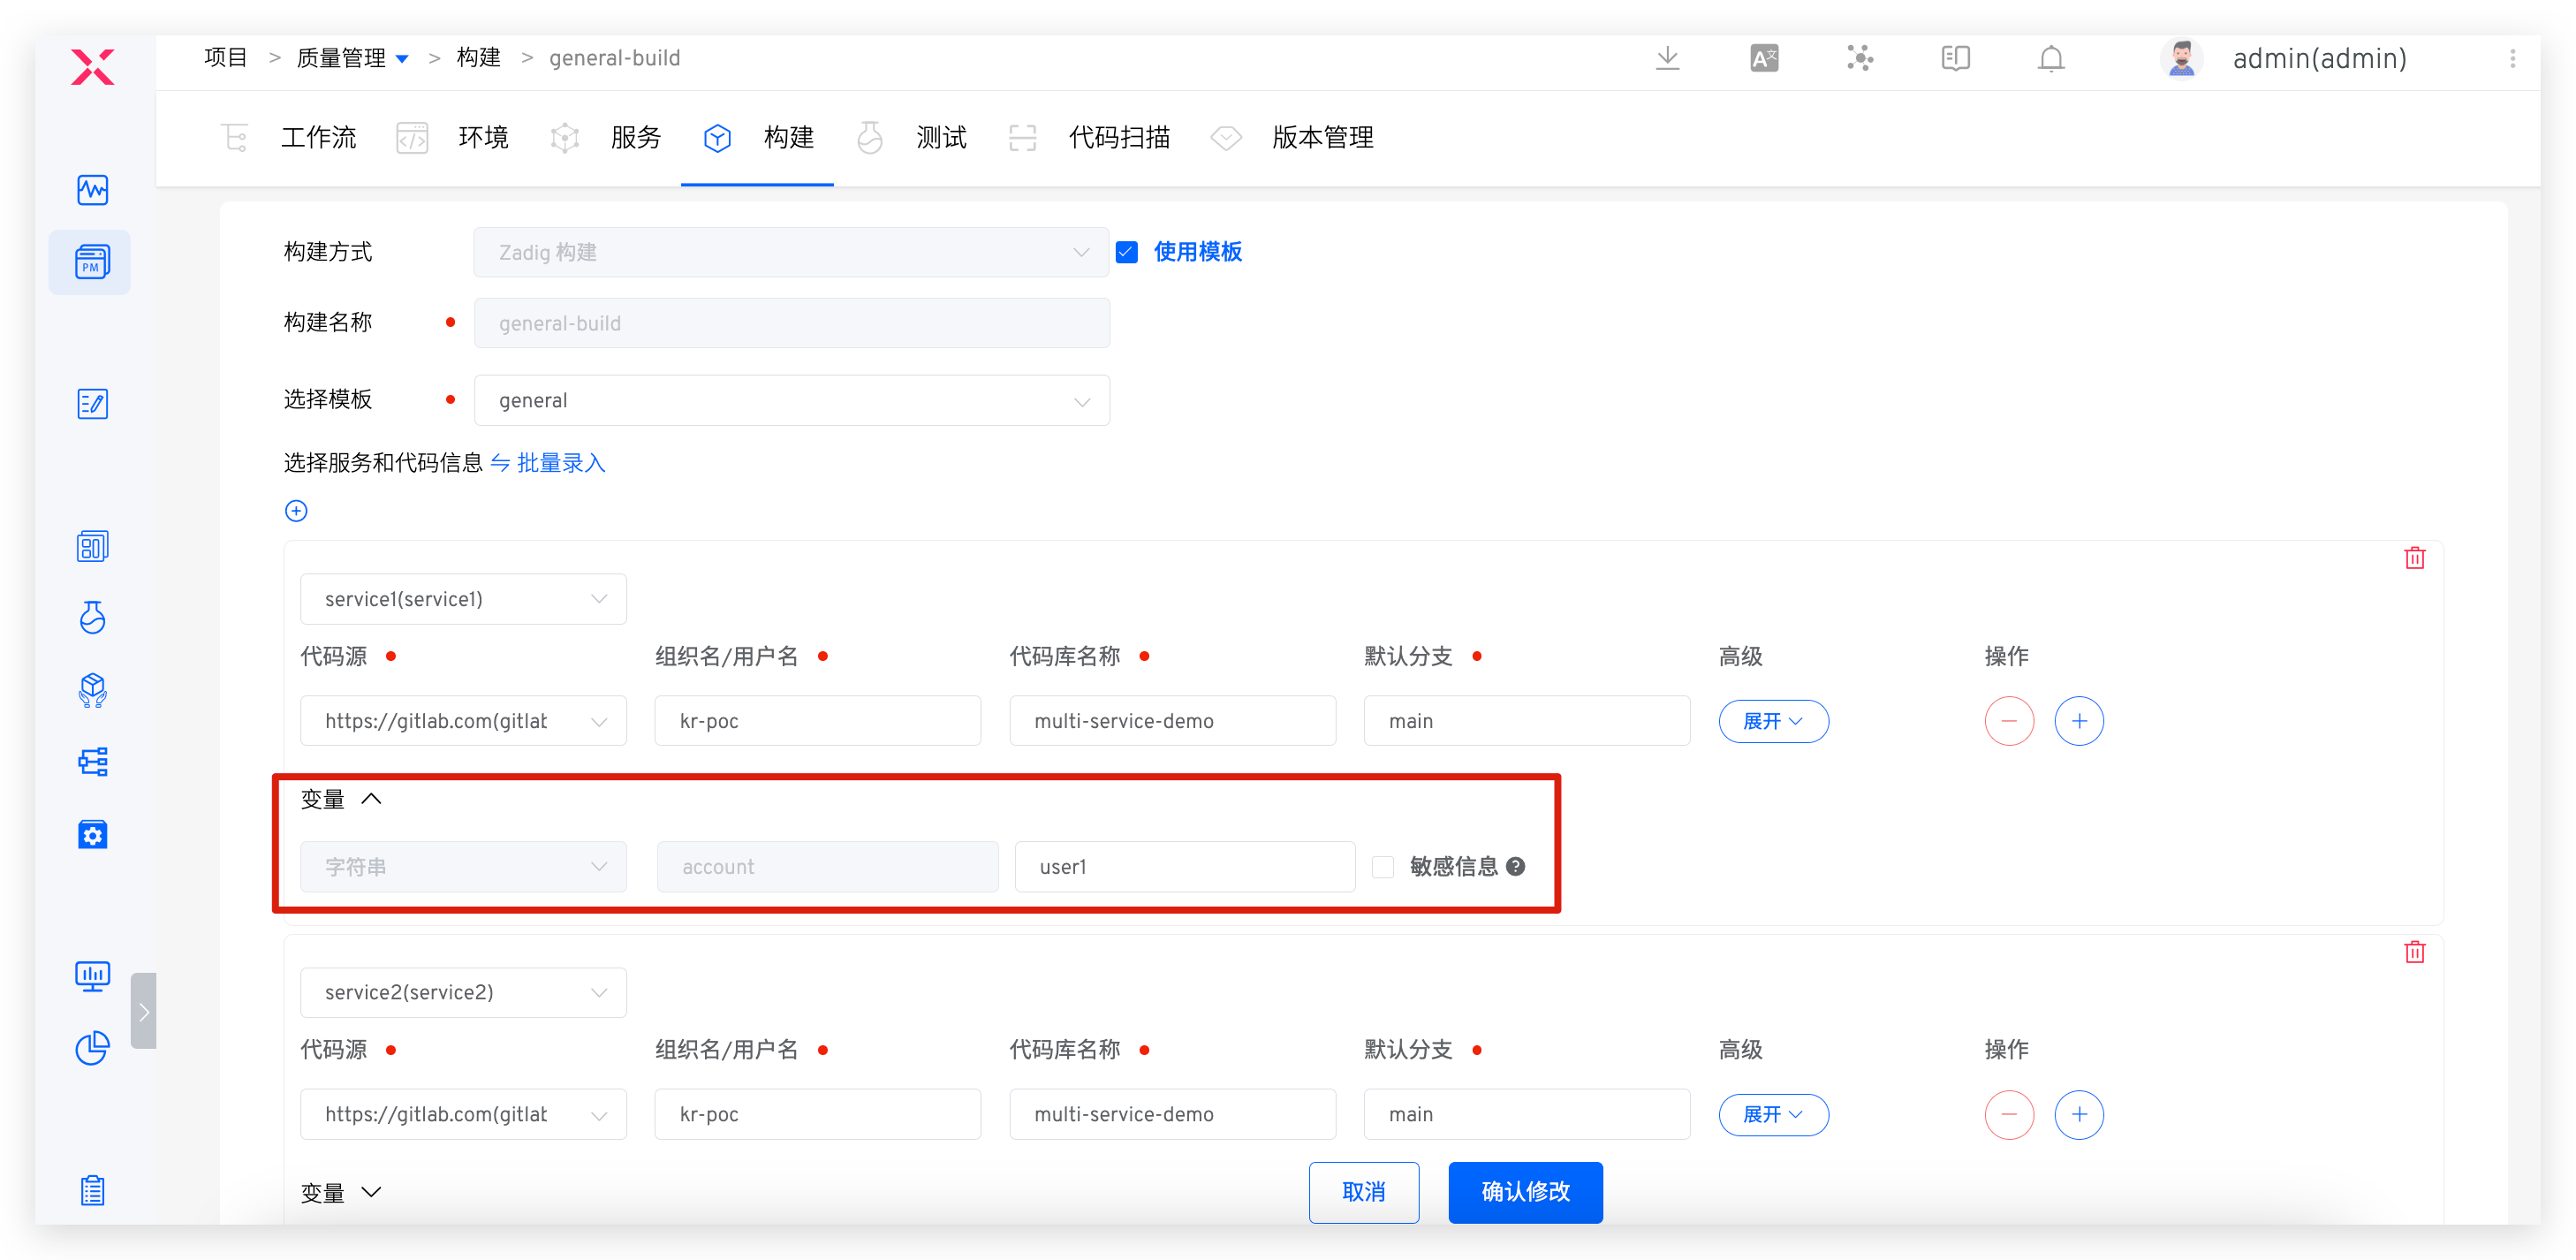 项目 > 质量管理 > 构建 > general-build
A文
admin(admin)
工作流 环境 服务 构建 测试 代码扫描 版本管理
PM
构建方式 Zadig 构建 使用模板
构建名称 general-build
选择模板 general
选择服务和代码信息 批量录入
service1(service1)
代码源 组织名/用户名 代码库名称 默认分支 高级 操作
https://gitlab.com(gitlab kr-poc multi-service-demo main 展开
变量
字符串 account user1 敏感信息
service2(service2)
代码源 组织名/用户名 代码库名称 默认分支 高级 操作
https://gitlab.com(gitlab kr-poc multi-service-demo main 展开
变量
取消 确认修改